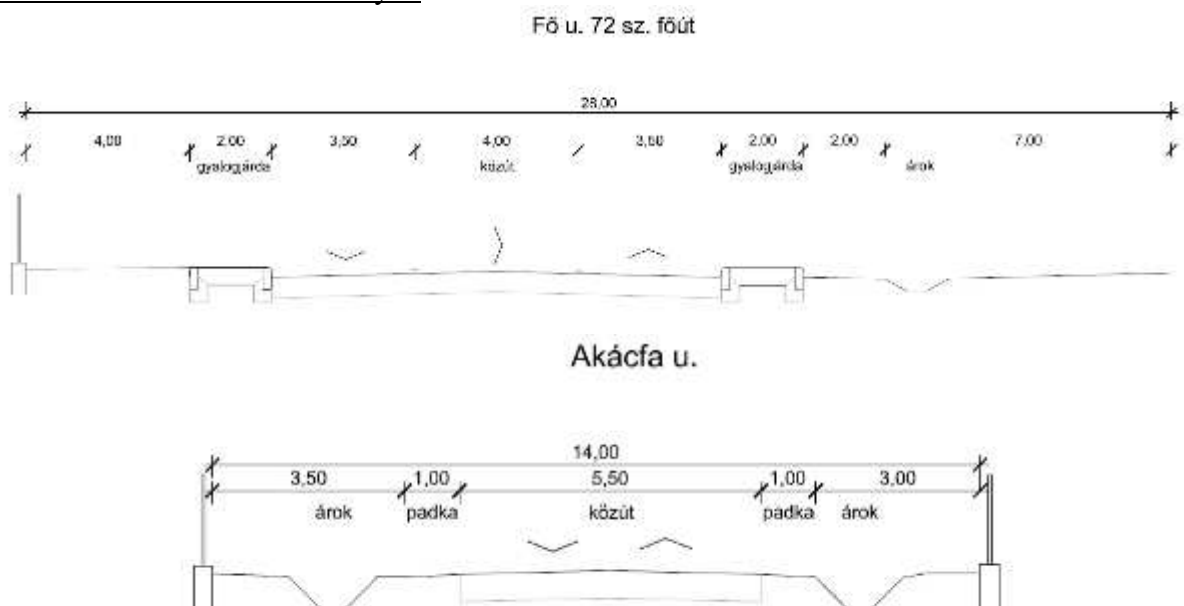 Fő u. 72 sz. főút
28,00
4,00 2,00 3,50 4,00 3,50 2,00 2,00 7,00
gyalogjárda közút gyalogjárda árok
Akácfa u.
14,00
3,50 1,00 5,50 1,00 3,00
árok padka közút padka árok